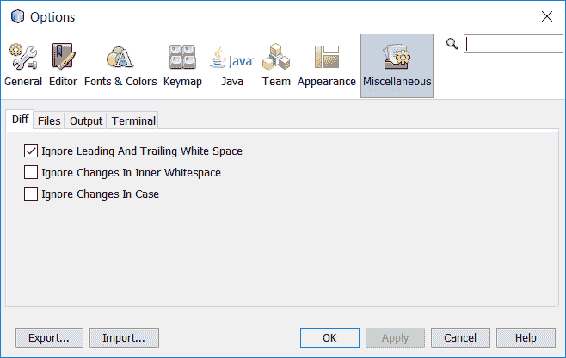 Options
General Editor Fonts & Colors Keymap Java Team Appearance Miscellaneous
Diff Files Output Terminal
Ignore Leading And Trailing White Space
Ignore Changes In Inner Whitespace
Ignore Changes In Case
Export... Import... OK Apply Cancel Help